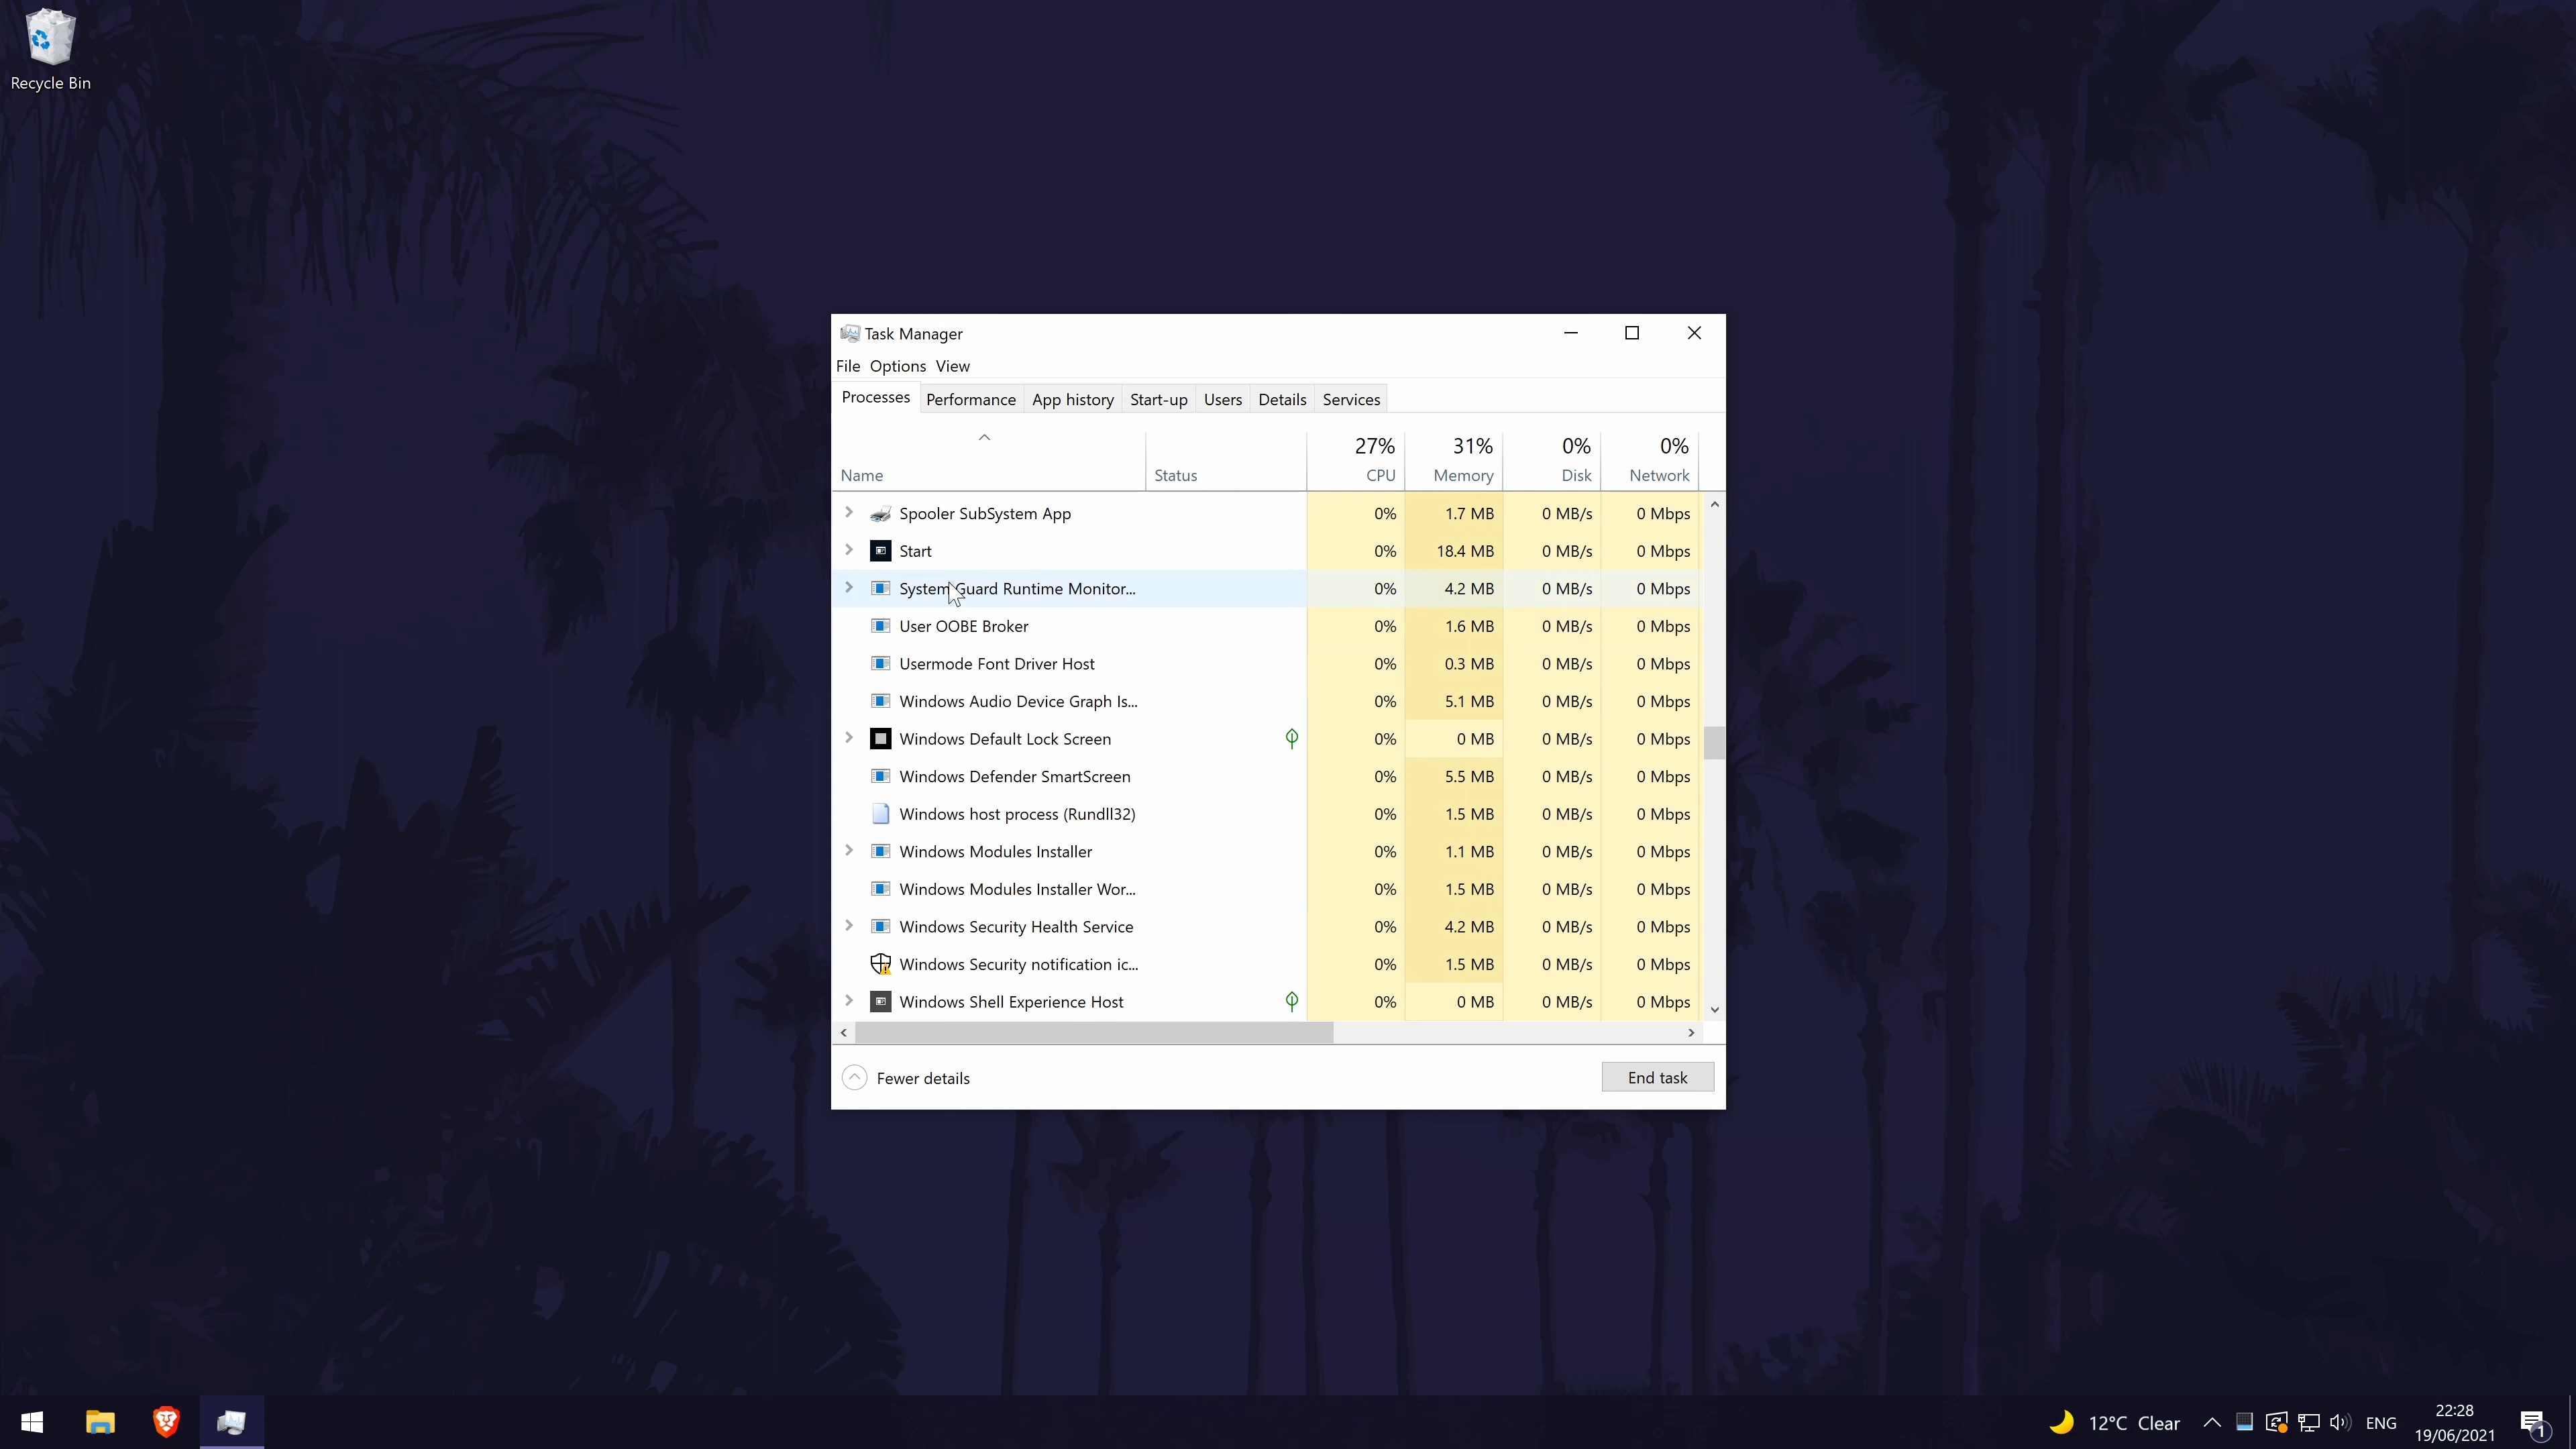 Recycle Bin
Task Manager
File Options View
Processes Performance App history Start-up Users Details Services
27% 31% 0% 0%
Name Status CPU Memory Disk Network
Spooler SubSystem App 0% 1.7 MB 0 MB/s 0 Mbps
Start 0% 18.4 MB 0 MB/s 0 Mbps
System Guard Runtime Monitor... 0% 4.2 MB 0 MB/s 0 Mbps
User OOBE Broker 0% 1.6 MB 0 MB/s 0 Mbps
Usermode Font Driver Host 0% 0.3 MB 0 MB/s 0 Mbps
Windows Audio Device Graph Is... 0% 5.1 MB 0 MB/s 0 Mbps
Windows Default Lock Screen 0% 0 MB 0 MB/s 0 Mbps
Windows Defender SmartScreen 0% 5.5 MB 0 MB/s 0 Mbps
Windows host process (Rundll32) 0% 1.5 MB 0 MB/s 0 Mbps
Windows Modules Installer 0% 1.1 MB 0 MB/s 0 Mbps
Windows Modules Installer Wor... 0% 1.5 MB 0 MB/s 0 Mbps
Windows Security Health Service 0% 4.2 MB 0 MB/s 0 Mbps
Windows Security notification ic... 0% 1.5 MB 0 MB/s 0 Mbps
Windows Shell Experience Host 0% 0 MB 0 MB/s 0 Mbps
Fewer details End task
12°C Clear ENG 22:28
19/06/2021 1